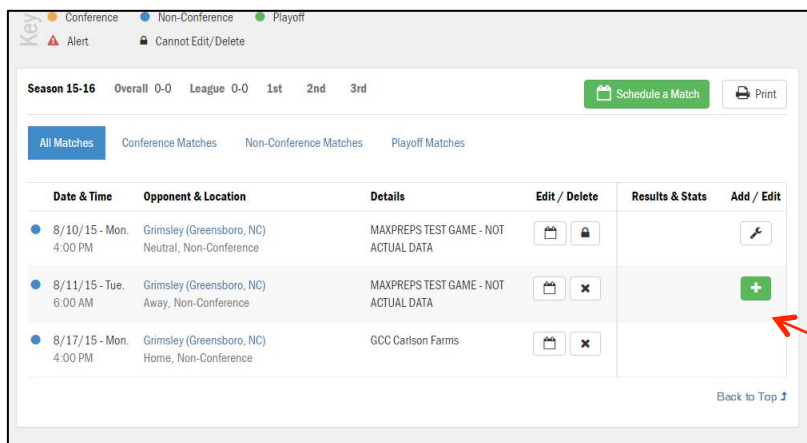 Key
Conference Non-Conference Playoff
Alert Cannot Edit/Delete
Season 15-16 Overall 0-0 League 0-0 1st 2nd 3rd Schedule a Match Print
All Matches Conference Matches Non-Conference Matches Playoff Matches
Date & Time Opponent & Location Details Edit / Delete Results & Stats Add / Edit
8/10/15 - Mon. Grimsley (Greensboro, NC) MAXPREPS TEST GAME - NOT
4:00 PM Neutral, Non-Conference ACTUAL DATA
8/11/15 - Tue. Grimsley (Greensboro, NC) MAXPREPS TEST GAME - NOT
6:00 AM Away, Non-Conference ACTUAL DATA
8/17/15 - Mon. Grimsley (Greensboro, NC) GCC Carlson Farms
4:00 PM Home, Non-Conference
Back to Top